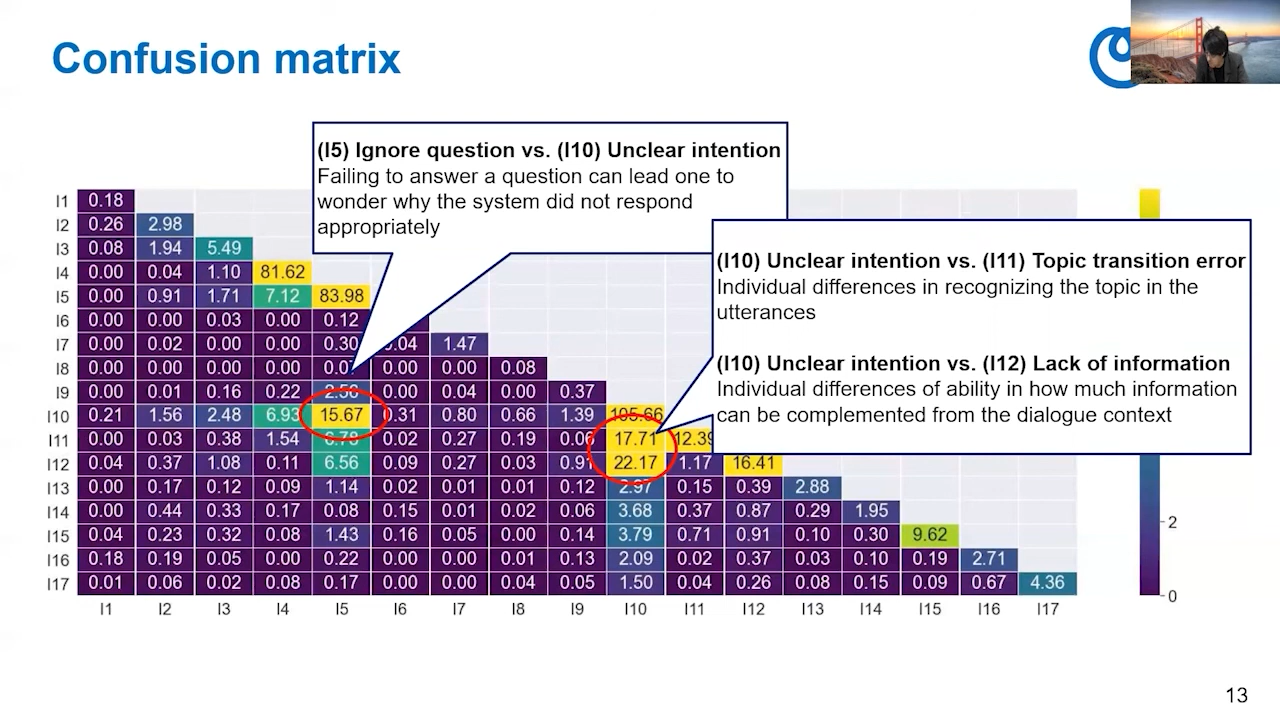 Confusion matrix
(I5) Ignore question vs. (I10) Unclear intention
Failing to answer a question can lead one to
wonder why the system did not respond
appropriately
(I10) Unclear intention vs. (I11) Topic transition error
Individual differences in recognizing the topic in the
utterances
(I10) Unclear intention vs. (I12) Lack of information
Individual differences of ability in how much information
can be complemented from the dialogue context
I1 0.18
I2 0.26 2.98
I3 0.08 1.94 5.49
I4 0.00 0.04 1.10 81.62
I5 0.00 0.91 1.71 7.12 83.98
I6 0.00 0.00 0.03 0.00 0.12
I7 0.00 0.02 0.00 0.00 0.30 0.04 1.47
I8 0.00 0.00 0.00 0.00 0.00 0.00 0.08
I9 0.00 0.01 0.16 0.22 0.00 0.04 0.00 0.37
I10 0.21 1.56 2.48 6.93 15.67 0.31 0.80 0.66 1.39 105.66
I11 0.00 0.03 0.38 1.54 0.02 0.27 0.19 0.06 17.71 12.39
I12 0.04 0.37 1.08 0.11 6.56 0.09 0.27 0.03 0.91 22.17 1.17 16.41
I13 0.00 0.17 0.12 0.09 1.14 0.02 0.01 0.01 0.12 2.97 0.15 0.39 2.88
I14 0.00 0.44 0.33 0.17 0.08 0.15 0.01 0.02 0.06 3.68 0.37 0.87 0.29 1.95
I15 0.04 0.23 0.32 0.08 1.43 0.16 0.05 0.00 0.14 3.79 0.71 0.91 0.10 0.30 9.62
I16 0.18 0.19 0.05 0.00 0.22 0.00 0.00 0.01 0.13 2.09 0.02 0.37 0.03 0.10 0.19 2.71
I17 0.01 0.06 0.02 0.08 0.17 0.00 0.00 0.04 0.05 1.50 0.04 0.26 0.08 0.15 0.09 0.67 4.36
I1 I2 I3 I4 I5 I6 I7 I8 I9 I10 I11 I12 I13 I14 I15 I16 I17
2
0
13